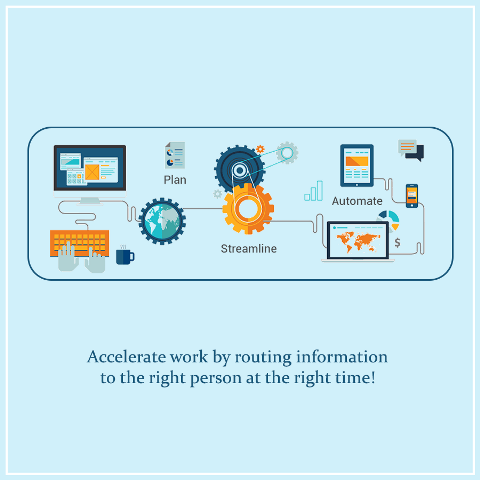 Plan
Automate
$
Streamline
Accelerate work by routing information
to the right person at the right time!